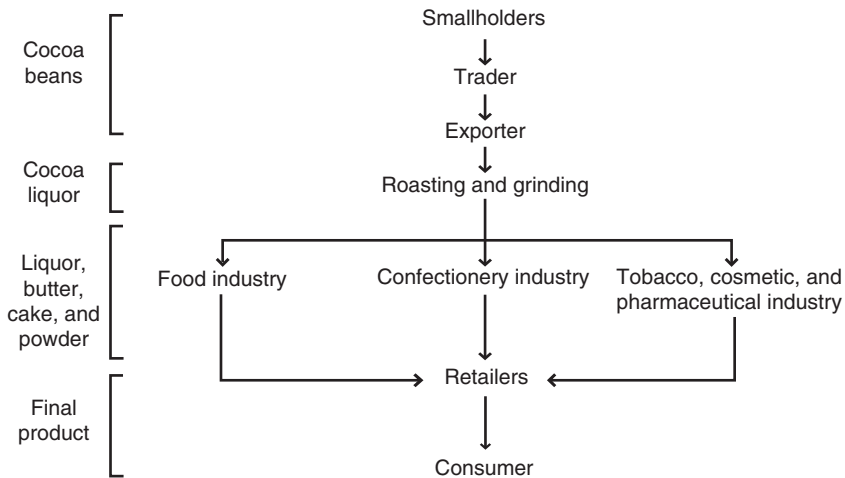 Smallholders
Cocoa
beans
Trader
Exporter
Cocoa
liquor
Roasting and grinding
Liquor,
butter,
cake, and
powder
Food industry
Confectionery industry
Tobacco, cosmetic, and
pharmaceutical industry
Retailers
Final
product
Consumer